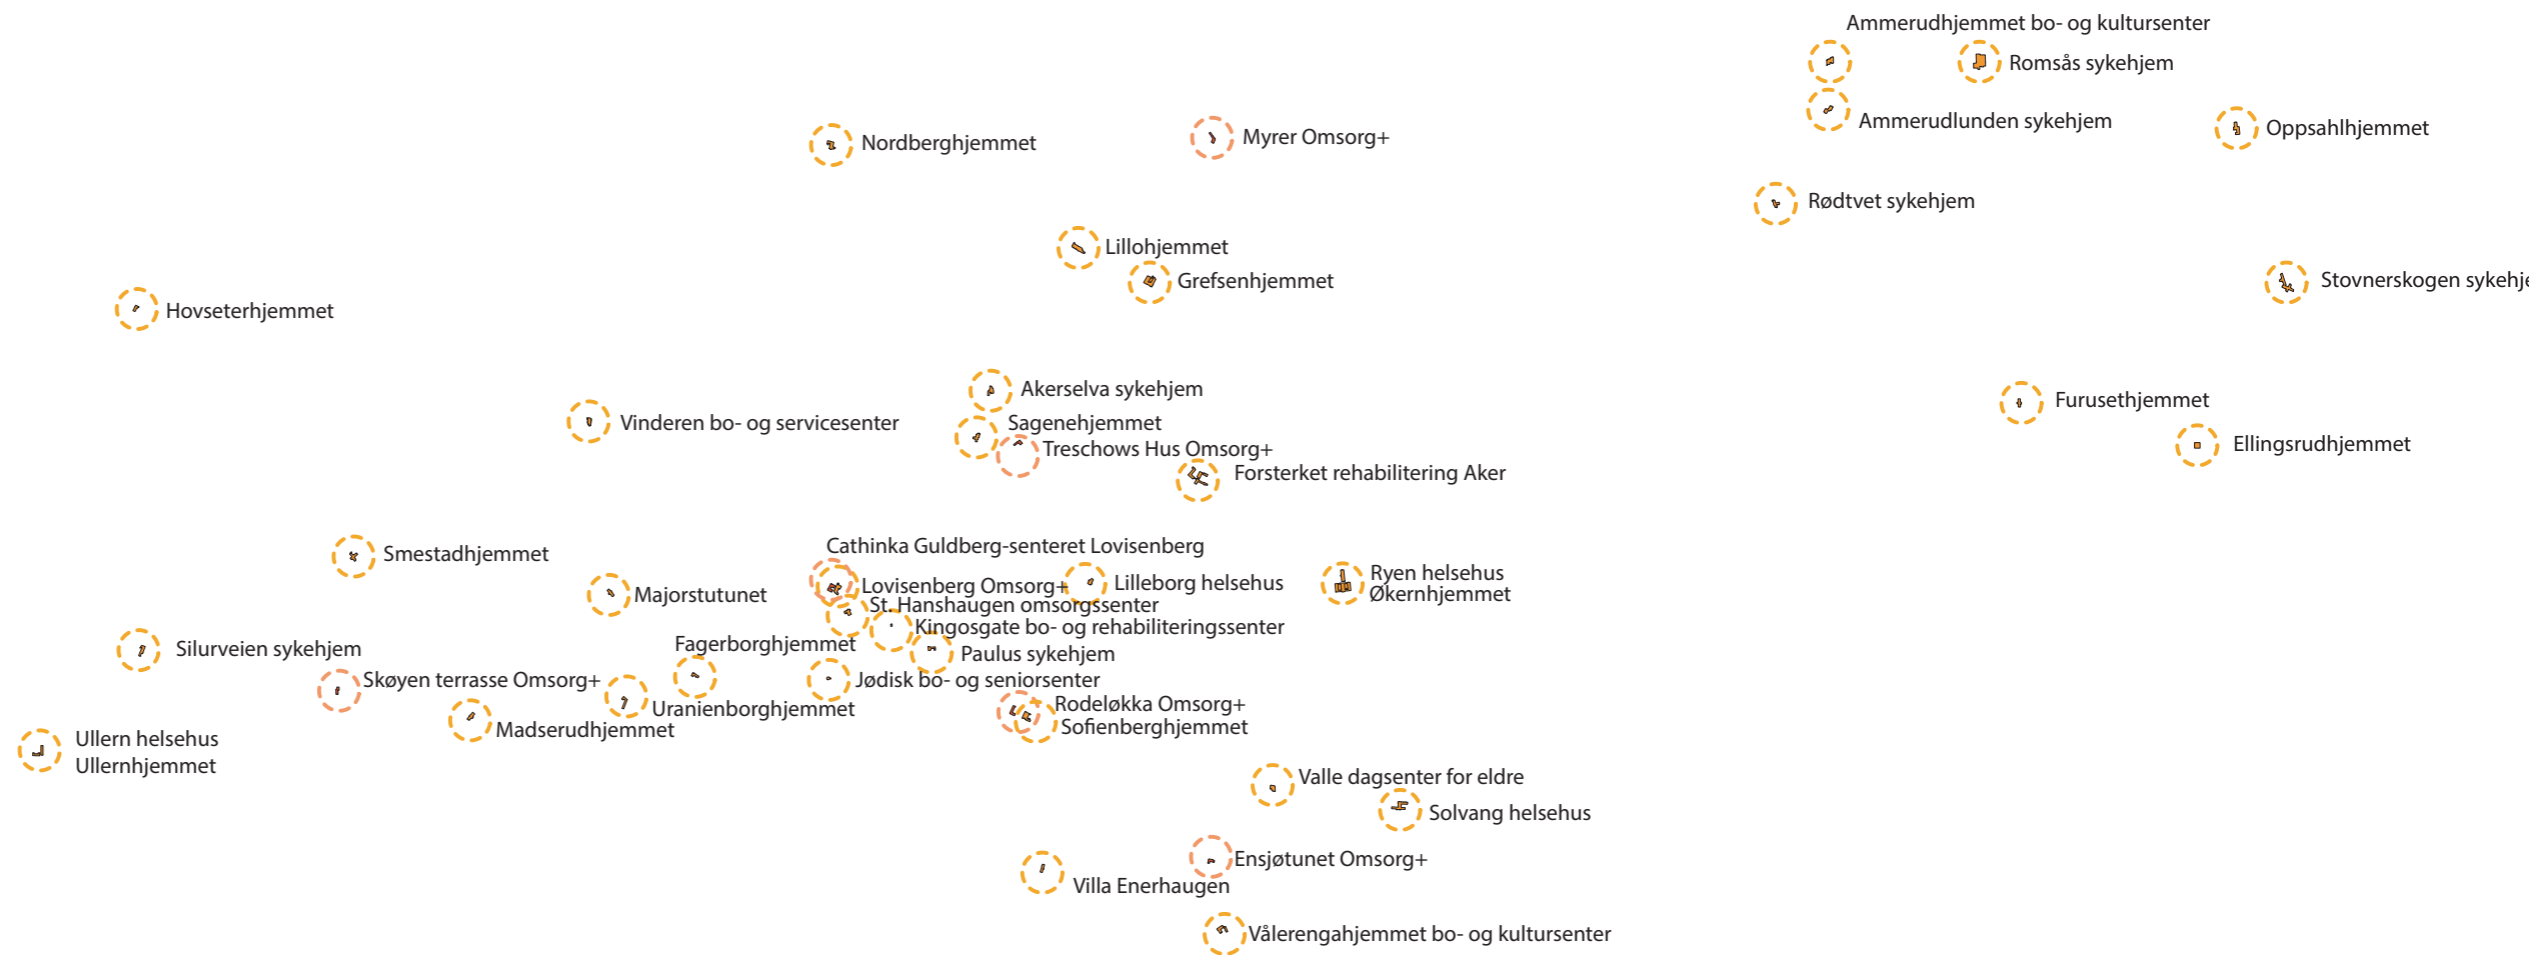 Ammerudhjemmet bo- og kultursenter
Romsås sykehjem
Ammerudlunden sykehjem
Oppsahlhjemmet
Nordberghjemmet
Myrer Omsorg+
Rødtvet sykehjem
Lillohjemmet
Grefsenhjemmet
Stovnerskogen sykehje
Hovseterhjemmet
Akerselva sykehjem
Furusethjemmet
Vinderen bo- og servicesenter
Sagenehjemmet
Ellingsrudhjemmet
Treschows Hus Omsorg+
Forsterket rehabilitering Aker
Cathinka Guldberg-senteret Lovisenberg
Smestadhjemmet
Ryen helsehus
Økernhjemmet
Lilleborg helsehus
Lovisenberg Omsorg+
Majorstutunet
St. Hanshaugen omsorgssenter
Kingosgate bo- og rehabiliteringssenter
Fagerborghjemmet
Silurveien sykehjem
Paulus sykehjem
Skøyen terrasse Omsorg+
Jødisk bo- og seniorsenter
Uranienborghjemmet
Rodeløkka Omsorg+
Madserudhjemmet
Sofienberghjemmet
Ullern helsehus
Ullernhjemmet
Valle dagsenter for eldre
Solvang helsehus
Ensjøtunet Omsorg+
Villa Enerhaugen
Vålerengahjemmet bo- og kultursenter